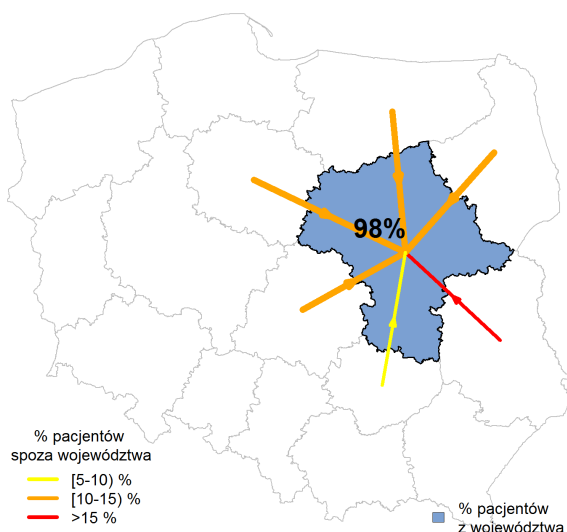 98%
% pacjentów
spoza województwa
[5-10) %
[10-15) %
>15 %
% pacjentów
z województwa